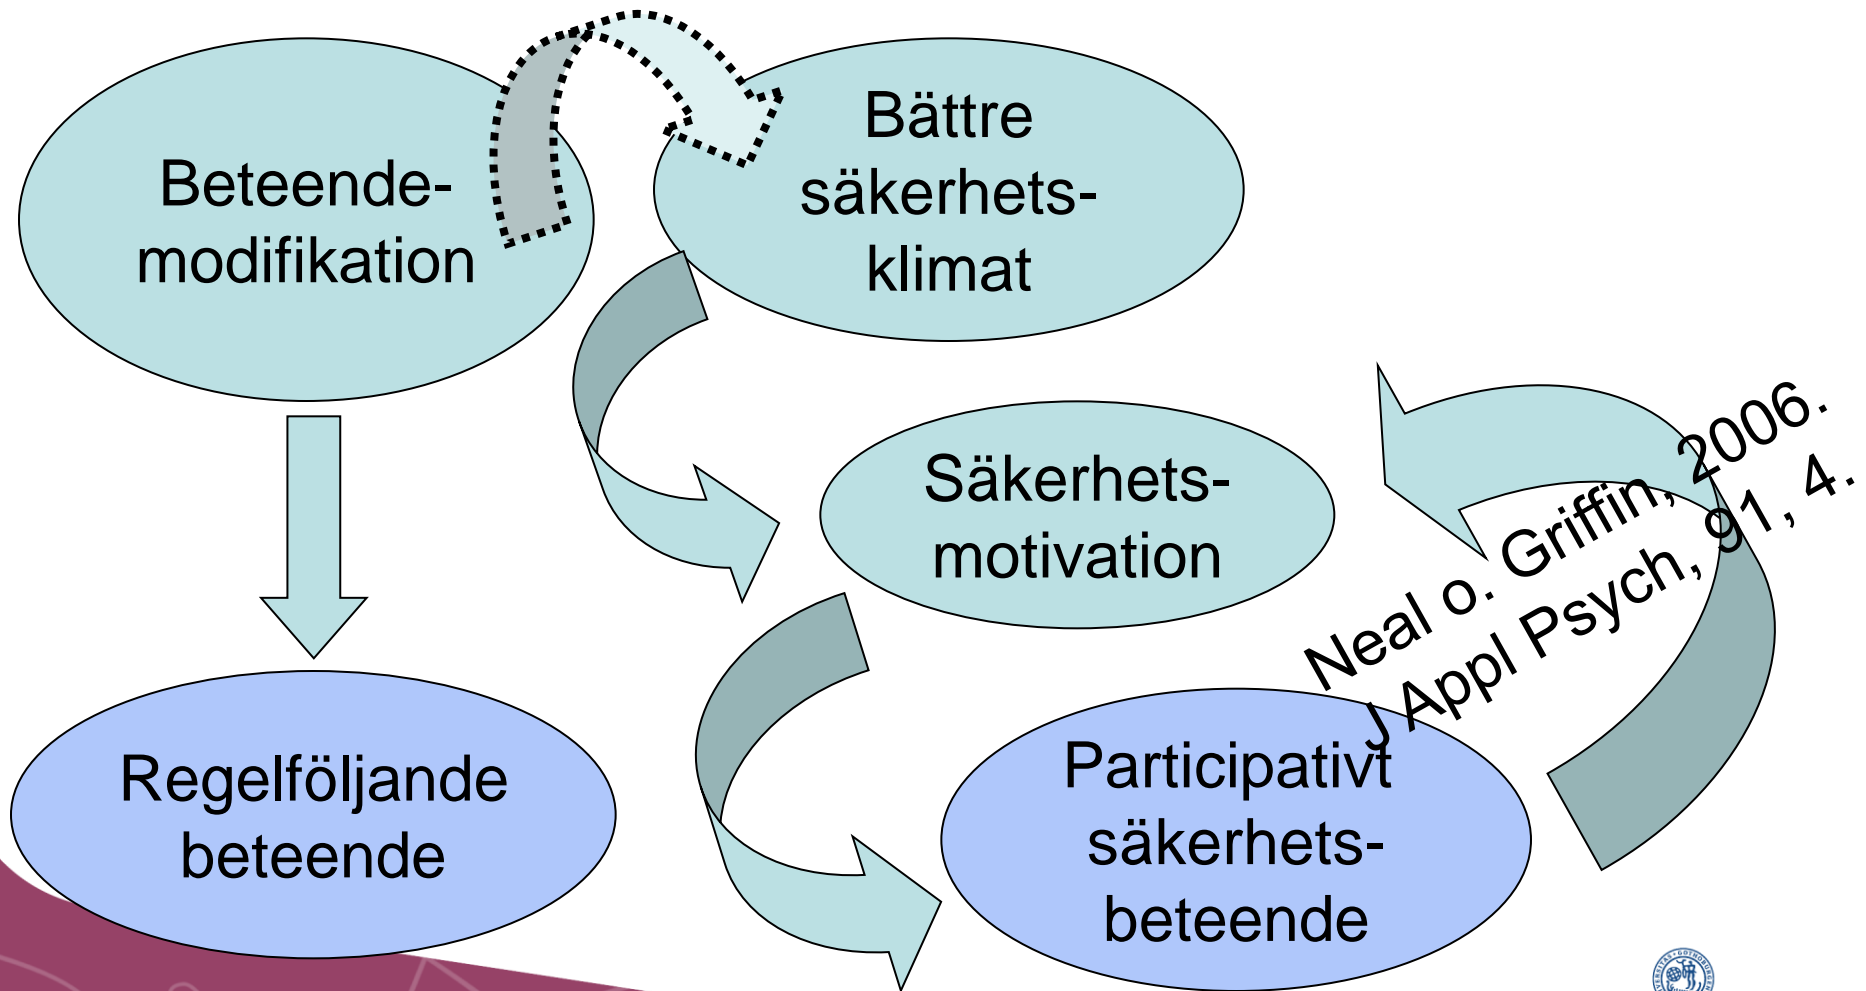 Beteende-
modifikation
Bättre
säkerhets-
klimat
Säkerhets-
motivation
Neal o. Griffin, 2006.
J Appl Psych, 91, 4.
Regelföljande
beteende
Participativt
säkerhets-
beteende